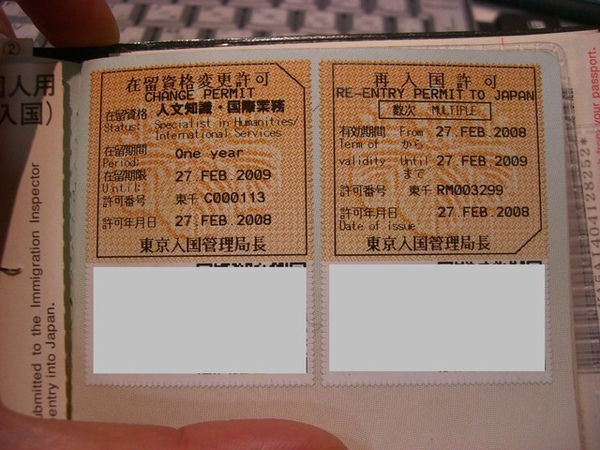 ②
人用
入国)
ubmitted to the Immigration Inspector
entry into Japan.
在留資格変更許可
CHANGE PERMIT
在留資格 人文知識・国際業務
Status: Specialist in Humanities/
International Services
在留期間
Period: One year
在留期限 27.FEB.2009
Until:
許可番号 東千 C000113
許可年月日 27.FEB.2008
東京入国管理局長
再入国許可
RE-ENTRY PERMIT TO JAPAN
数次 MULTIPLE
有効期間 From 27.FEB.2008
Term of から
validity Until 27.FEB.2009
まで
許可番号 東千 RM003299
許可年月日 27.FEB.2008
Date of issue
東京入国管理局長
your passport.